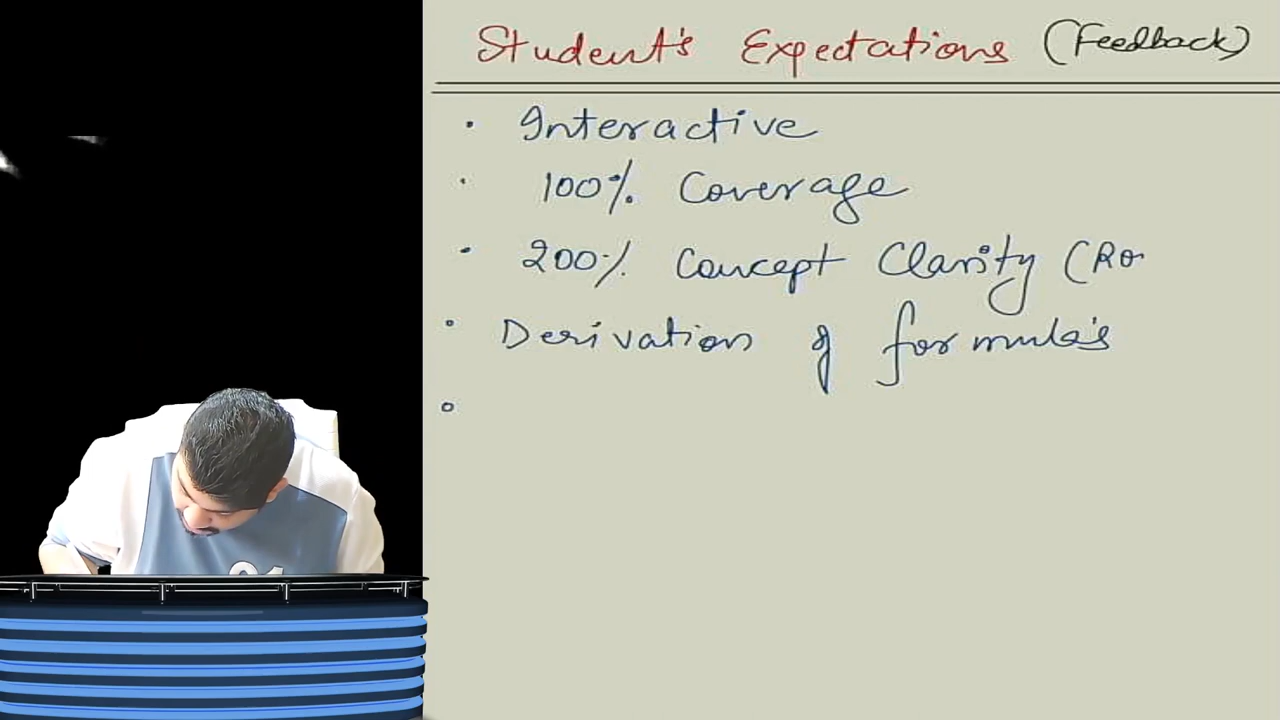 Student's Expectations (Feedback)
• Interactive
• 100% Coverage
• 200% Concept Clarity (Ro
• Derivation of formula's
•